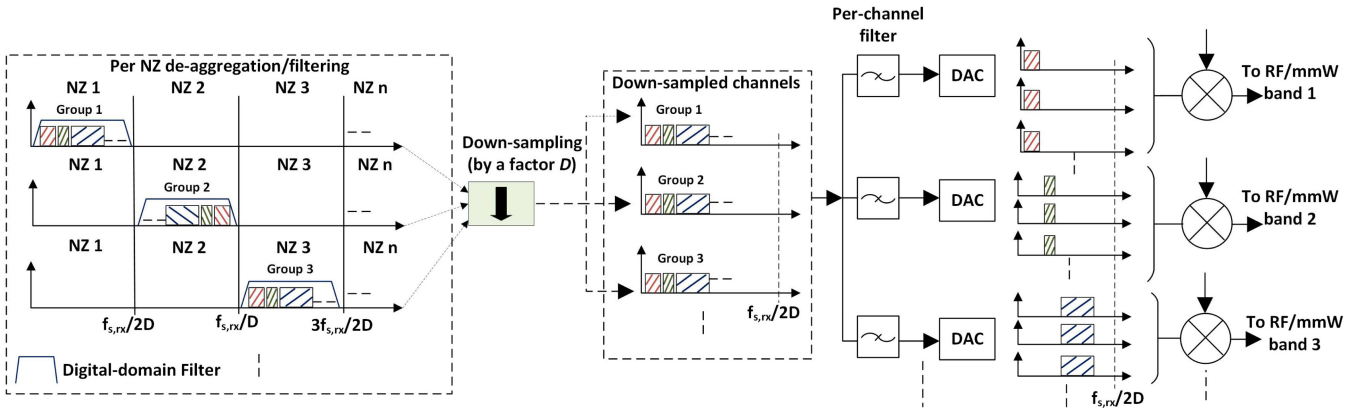 Per NZ de-aggregation/filtering
NZ 1 NZ 2 NZ 3 NZ n
Group 1
NZ 1 NZ 2 NZ 3 NZ n
Group 2
NZ 1 NZ 2 NZ 3 NZ n
Group 3
fs,rx/2D fs,rx/D 3fs,rx/2D
Digital-domain Filter
Down-sampling
(by a factor D)
Down-sampled channels
Group 1
Group 2
Group 3
fs,rx/2D
Per-channel
filter
DAC
DAC
DAC
fs,rx/2D
To RF/mmW
band 1
To RF/mmW
band 2
To RF/mmW
band 3